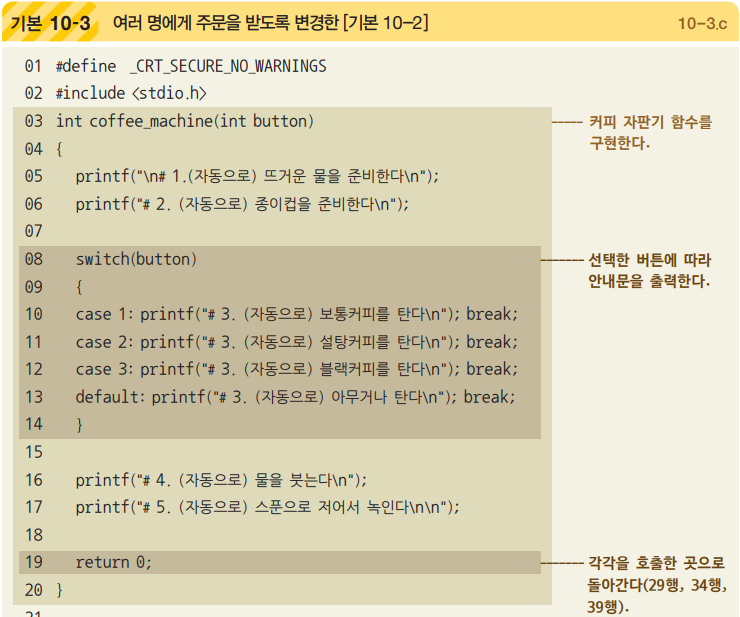 기본 10-3 여러 명에게 주문을 받도록 변경한 [기본 10-2] 10-3.c
01 #define _CRT_SECURE_NO_WARNINGS
02 #include <stdio.h>
03 int coffee_machine(int button)
커피 자판기 함수를
구현한다.
04 {
05 printf("\n# 1.(자동으로) 뜨거운 물을 준비한다\n");
06 printf("# 2. (자동으로) 종이컵을 준비한다\n");
07
08 switch(button)
선택한 버튼에 따라
안내문을 출력한다.
09 {
10 case 1: printf("# 3. (자동으로) 보통커피를 탄다\n"); break;
11 case 2: printf("# 3. (자동으로) 설탕커피를 탄다\n"); break;
12 case 3: printf("# 3. (자동으로) 블랙커피를 탄다\n"); break;
13 default: printf("# 3. (자동으로) 아무거나 탄다\n"); break;
14 }
15
16 printf("# 4. (자동으로) 물을 붓는다\n");
17 printf("# 5. (자동으로) 스푼으로 저어서 녹인다\n\n");
18
19 return 0;
각각을 호출한 곳으로
돌아간다(29행, 34행,
39행).
20 }